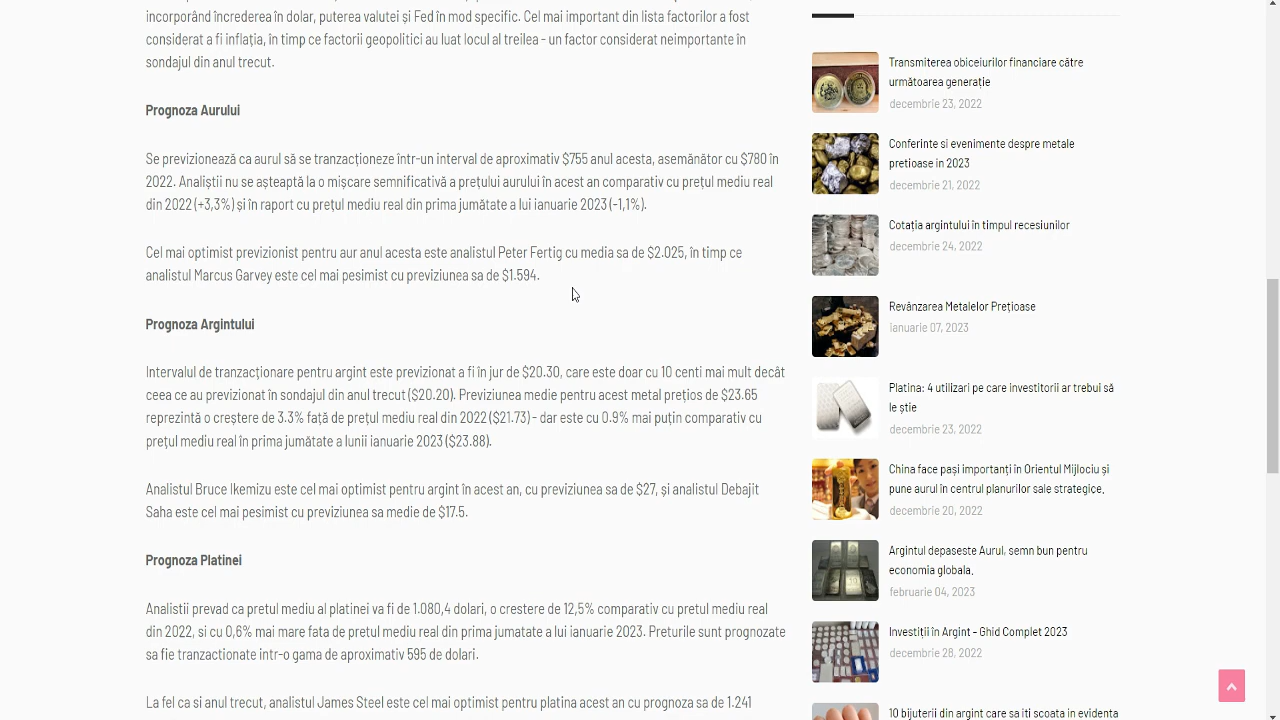 incorporând încrederea în dolar, puterea valutei și Fed în mod specific. Cel mai important din lista factorilor a fost
considerat a fi inflația, în timp ce factorii geopolitici au luat locul al treilea - un factor considerat neimportante în
sondajul din anul trecut.
Prognoza Aurului
Se previzionează ca aurul să se tranzacționeze într-un interval de aproximativ $755 anul acesta, asemănător cu $780 în
2022. Analiștii nu se așteaptă la o mișcare semnificativă a prețului aurului în acest an comparativ cu prețul mediu real
din 2022 (+3,3%) și în raport cu prețul mediu real din prima jumătate a lui ianuarie 2023 (-1,1%).
Cel mai optimist previzionist pentru aur anul acesta este analistul Peter Fertig cu media sa de $2.025, în timp ce
analistul Marcus Garvey este cel mai pesimist cu previziunea sa de $1.594.
Prognoza Argintului
Intervalul de tranzacționare pentru argint este previzionat a fi în jur de $20.30, care este doar cu 10 cenți mai mult decât
ceea ce au previzionat în sondajul din anul trecut ($20.20). Previziunea medie pentru acest metal prețios de $23.65
reprezintă o creștere de 3.3% față de prețul mediu real din 2022 ($21.73) - dar este cu 0.9% mai puțin comparativ cu
prețul mediu real în prima jumătate a lunii ianuarie 2023 ($23.88).
Analistul Bruce Ikemizu este cel mai optimist pentru argint în acest an, cu previziunea sa de $27, și analistul Debajit
Saha este cel mai pesimist cu previziunea sa medie de $17.5.
Prognoza Platinei
Analistii prevad ca pretul mediu al platinei va fi de 1.080,4 dolari, o crestere de 12,5% comparativ cu pretul mediu real
din 2022, sau 0,6% mai mare fata de pretul mediu real din prima jumatate a lui ianuarie 2023. Preturile sunt prognozate
a fi tranzactionate intr-o gama de aproximativ 595 de dolari.
La fel ca si anul trecut, analistul James Steel este cel mai optimist pentru platina acest an cu prognoza sa de 1.241
Transmiterea obiceiurilor financiare către
următoarea generație
decembrie 23, 2022
Conferinte si evenimente despre metale
pretioase in 2023
decembrie 21, 2022
Cotația argintului în timpul recesiunilor
decembrie 24, 2022
Revânzarea Metalelor Prețioase
ianuarie 07, 2023
Platina: 4 utilizari pe care investitorii ar trebui să
le știe
decembrie 23, 2022
China face pași importanți în Orientul Mijlociu și
pune aurul în centrul planurilor sale strategice.
decembrie 20, 2022
Argintul depaseste Aurul, semn bun pentru
economia globala.
februarie 04, 2023
Investiții în Argint – Ghid Complet 2023
decembrie 28, 2022
10 bijuterii din argint care sa iti scoata in evidenta